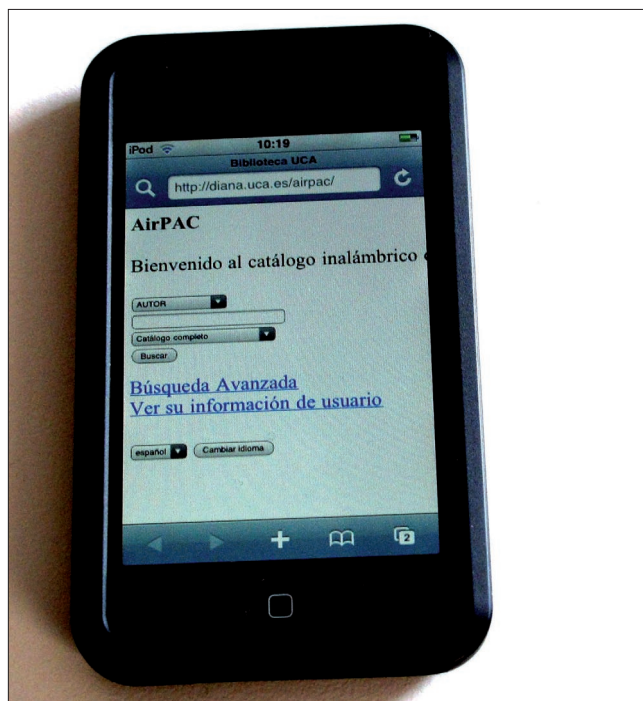 iPod 10:19
Biblioteca UCA
http://diana.uca.es/airpac/
AirPAC
Bienvenido al catálogo inalámbrico
AUTOR
Catálogo completo
Buscar
Búsqueda Avanzada
Ver su información de usuario
español Cambiar idioma
2